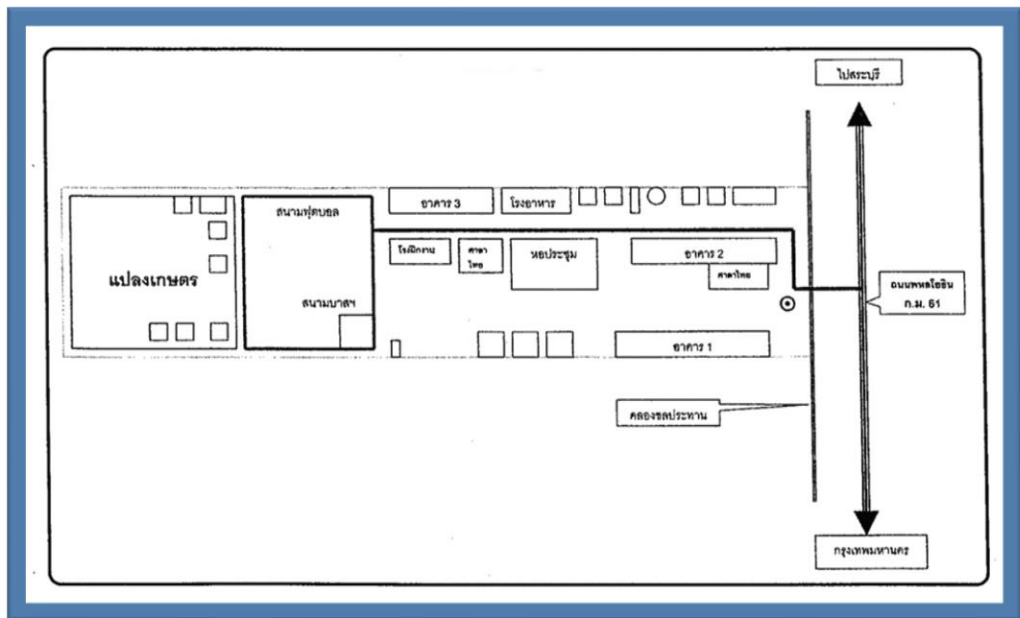 ไปสระบุรี
อาคาร 3
โรงอาหาร
สนามฟุตบอล
โรงฝึกงาน
ศาลา
ไทย
หอประชุม
อาคาร 2
ศาลาไทย
แปลงเกษตร
สนามบาสฯ
ถนนพหลโยธิน
ก.ม. 61
อาคาร 1
คลองชลประทาน
กรุงเทพมหานคร